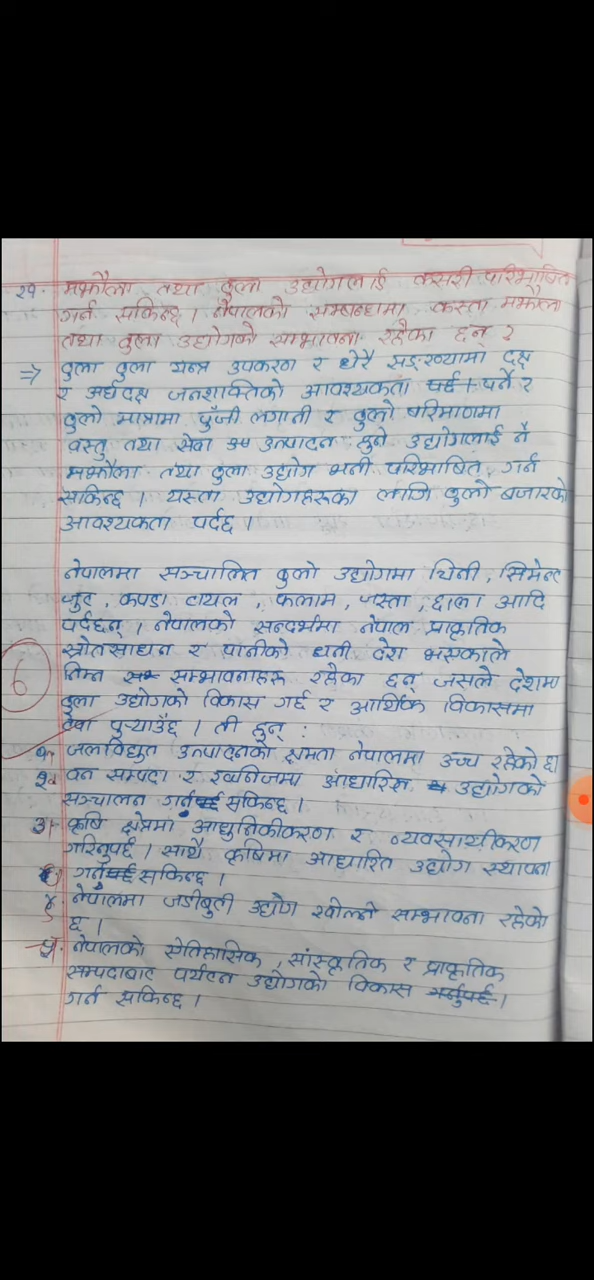 २१. मझौला तथा ठुला उद्योगलाई कसरी परिभाषित
गर्न सकिन्छ । नेपालको सम्बन्धमा कस्ता मझौला
तथा ठुला उद्योगको सम्भावना रहेका छन् ?
⇒ ठुला ठुला यन्त्र उपकरण र धेरै सङ्ख्यामा दक्ष
र अर्धदक्ष जनशक्तिको आवश्यकता पर्ने र
ठुलो मात्रामा पुँजी लगानी र ठुलो परिमाणमा
वस्तु तथा सेवा उत्पादन हुने उद्योगलाई नै
मझौला तथा ठुला उद्योग भनी परिभाषित गर्न
सकिन्छ । यस्ता उद्योगहरूका लागि ठुलो बजारको
आवश्यकता पर्दछ ।
नेपालमा सञ्चालित ठुलो उद्योगमा चिनी, सिमेन्ट
जुट, कपडा टायल, कलाम, जस्ता, छाला आदि
पर्दछन् । नेपालको सन्दर्भमा नेपाल प्राकृतिक
स्रोतसाधन र पानीको धनी देश भएकाले
6
निम्न सम्भावनाहरू रहेका छन् जसले देशमा
ठुला उद्योगको विकास गर्छ र आर्थिक विकासमा
टेवा पुर्‍याउँछ । ती हुन् :
१. जलविद्युत उत्पादनको क्षमता नेपालमा उच्च रहेको छ।
२. वन सम्पदा र खनिजमा आधारित उद्योगको
सञ्चालन गर्न सकिन्छ ।
३. कृषि क्षेत्रमा आधुनिकीकरण र व्यवसायीकरण
गरिनुपर्छ । साथै कृषिमा आधारित उद्योग स्थापना
गर्न सकिन्छ ।
४. नेपालमा जडीबुती उद्योग खोल्ने सम्भावना रहेको
छ ।
५. नेपालको ऐतिहासिक, सांस्कृतिक र प्राकृतिक
सम्पदाबाट पर्यटन उद्योगको विकास
गर्न सकिन्छ ।